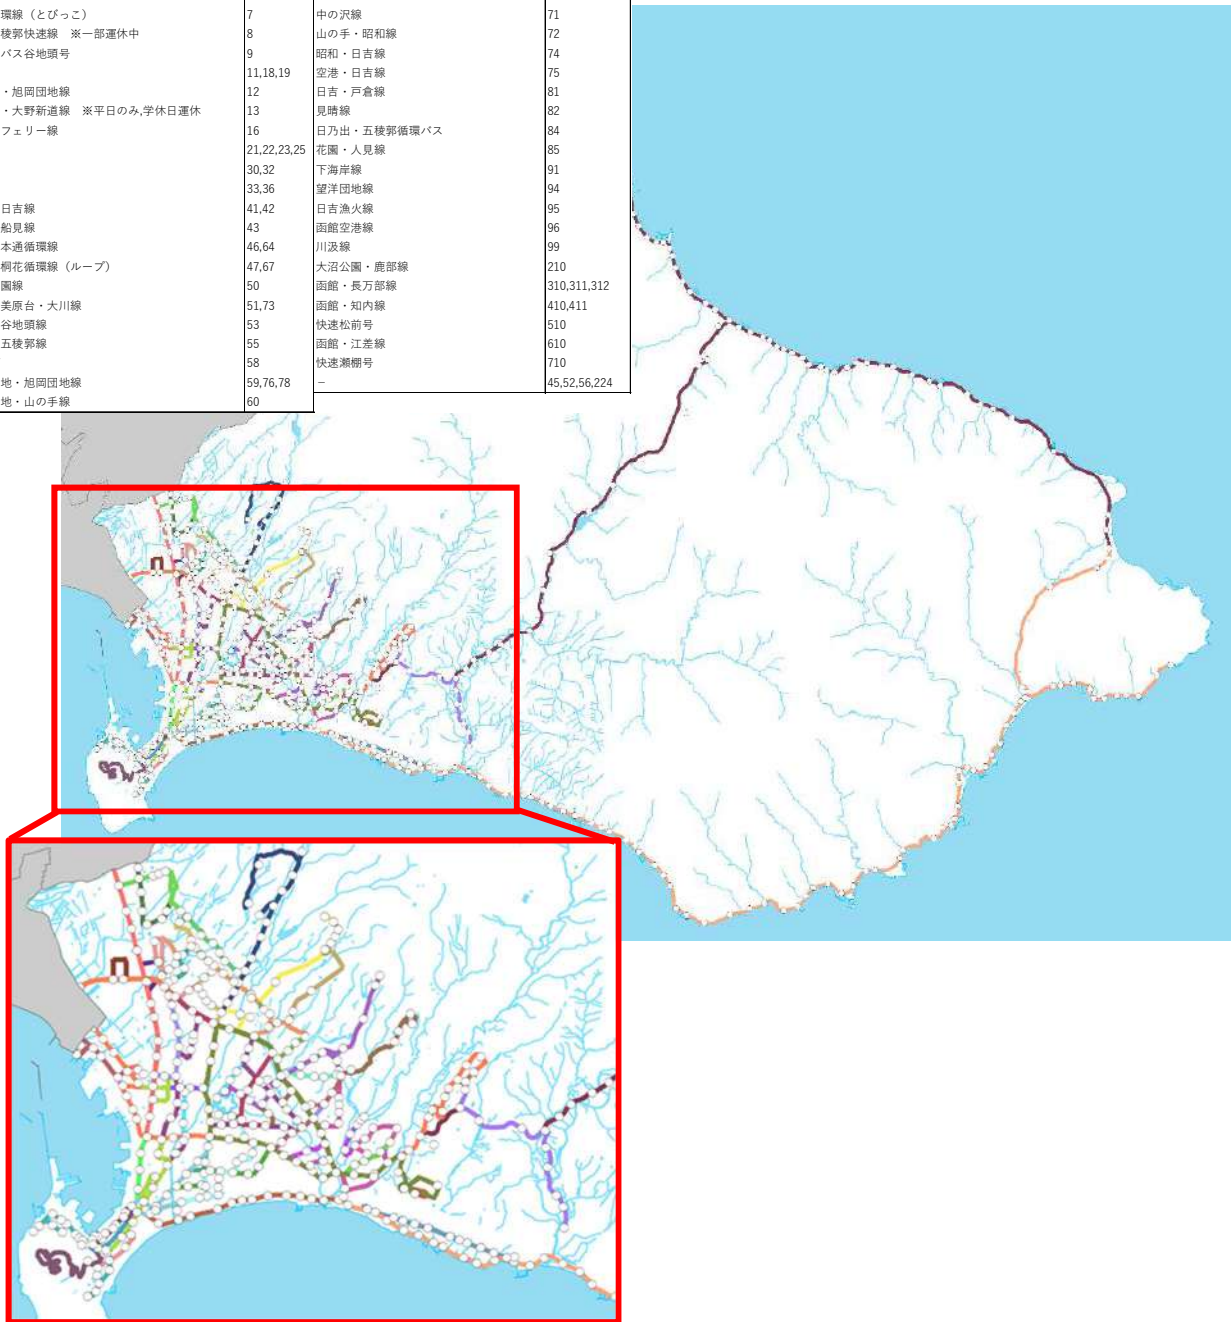 環線（とびっこ） 7 中の沢線 71
稜郭快速線　※一部運休中 8 山の手・昭和線 72
バス谷地頭号 9 昭和・日吉線 74
11,18,19 空港・日吉線 75
・旭岡団地線 12 日吉・戸倉線 81
・大野新道線　※平日のみ,学休日運休 13 見晴線 82
フェリー線 16 日乃出・五稜郭循環バス 84
21,22,23,25 花園・人見線 85
30,32 下海岸線 91
33,36 望洋団地線 94
日吉線 41,42 日吉漁火線 95
船見線 43 函館空港線 96
本通循環線 46,64 川汲線 99
桐花循環線（ループ） 47,67 大沼公園・鹿部線 210
園線 50 函館・長万部線 310,311,312
美原台・大川線 51,73 函館・知内線 410,411
谷地頭線 53 快速松前号 510
五稜郭線 55 函館・江差線 610
58 快速瀬棚号 710
地・旭岡団地線 59,76,78 － 45,52,56,224
地・山の手線 60